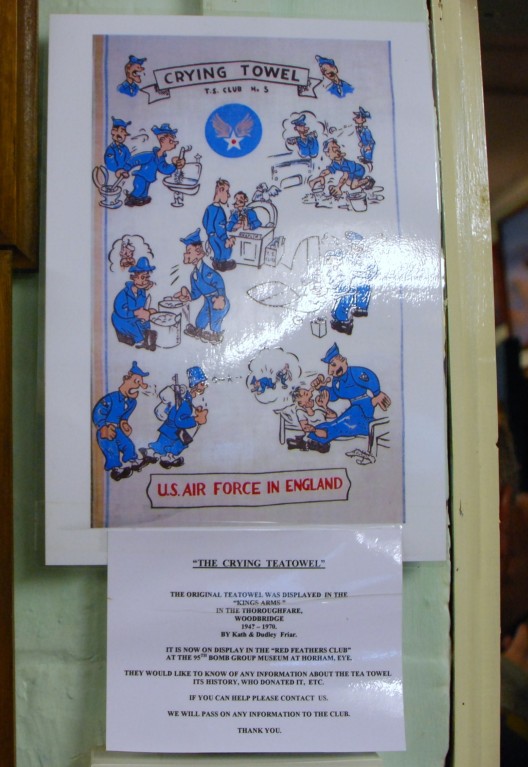 CRYING TOWEL
T.S. CLUB No 5
U.S. AIR FORCE IN ENGLAND
"THE CRYING TEATOWEL"
THE ORIGINAL TEATOWEL WAS DISPLAYED IN THE
"KINGS ARMS"
IN THE THOROUGHFARE,
WOODBRIDGE
1947 – 1970.
BY Kath & Dudley Friar.
IT IS NOW ON DISPLAY IN THE "RED FEATHERS CLUB"
AT THE 95TH BOMB GROUP MUSEUM AT HORHAM, EYE.
THEY WOULD LIKE TO KNOW OF ANY INFORMATION ABOUT THE TEA TOWEL
ITS HISTORY, WHO DONATED IT, ETC.
IF YOU CAN HELP PLEASE CONTACT US.
WE WILL PASS ON ANY INFORMATION TO THE CLUB.
THANK YOU.